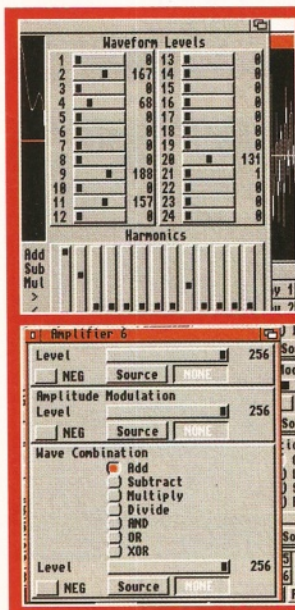 Waveform Levels
1 0 13 0
2 167 14 0
3 0 15 0
4 68 16 0
5 0 17 0
6 0 18 0
7 0 19 0
8 0 20 131
9 188 21 1
10 0 22 0
11 157 23 0
12 0 24 0
Harmonics
Add
Sub
Mul
>
Amplifier 6
Level 256
NEG Source NONE
Amplitude Modulation
Level 256
NEG Source NONE
Wave Combination
Add
Subtract
Multiply
Divide
AND
OR
XOR
Level 256
NEG Source NONE